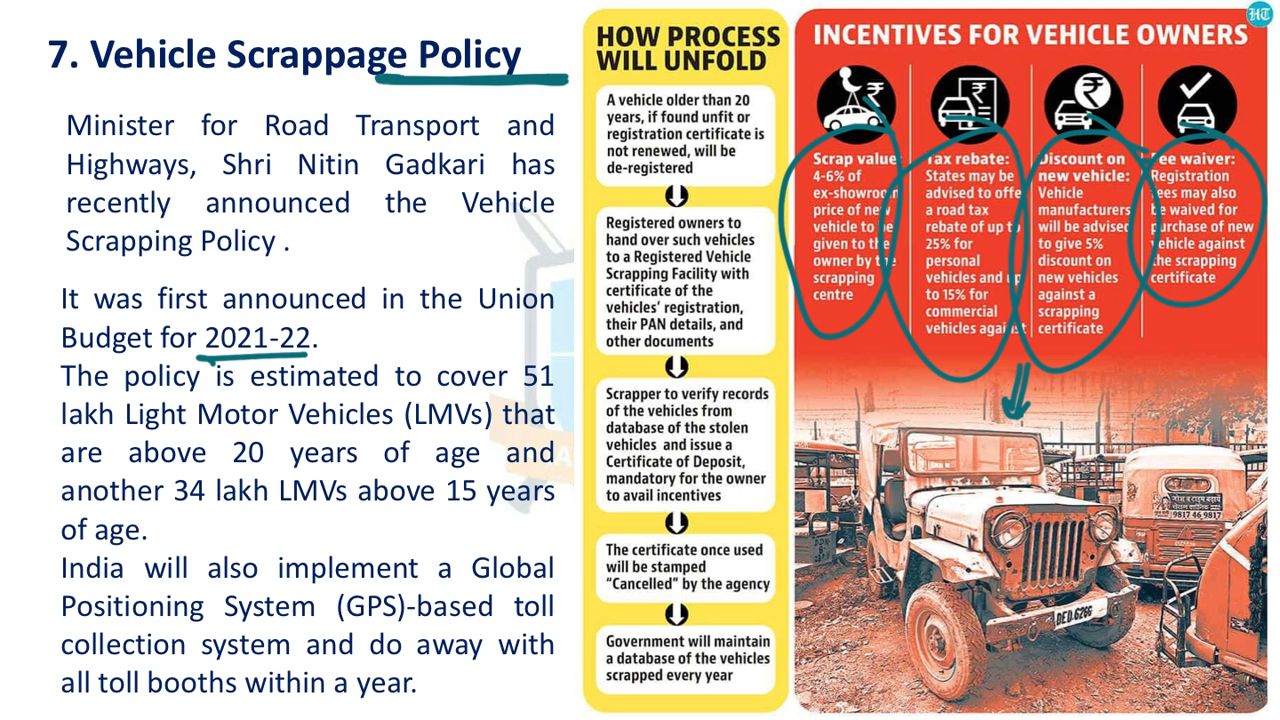 7. Vehicle Scrappage Policy
Minister for Road Transport and
Highways, Shri Nitin Gadkari has
recently announced the Vehicle
Scrapping Policy .
It was first announced in the Union
Budget for 2021-22.
The policy is estimated to cover 51
lakh Light Motor Vehicles (LMVs) that
are above 20 years of age and
another 34 lakh LMVs above 15 years
of age.
India will also implement a Global
Positioning System (GPS)-based toll
collection system and do away with
all toll booths within a year.
HOW PROCESS
WILL UNFOLD
A vehicle older than 20
years, if found unfit or
registration certificate is
not renewed, will be
de-registered
Registered owners to
hand over such vehicles
to a Registered Vehicle
Scrapping Facility with
certificate of the
vehicles’ registration,
their PAN details, and
other documents
Scrapper to verify records
of the vehicles from
database of the stolen
vehicles and issue a
Certificate of Deposit,
mandatory for the owner
to avail incentives
The certificate once used
will be stamped
“Cancelled” by the agency
Government will maintain
a database of the vehicles
scrapped every year
HT
INCENTIVES FOR VEHICLE OWNERS
Scrap value:
4-6% of
ex-showroom
price of new
vehicle to be
given to the
owner by the
scrapping
centre
Tax rebate:
States may be
advised to offer
a road tax
rebate of up to
25% for
personal
vehicles and up
to 15% for
commercial
vehicles against
Discount on
new vehicle:
Vehicle
manufacturers
will be advised
to give 5%
discount on
new vehicles
against a
scrapping
certificate
Fee waiver:
Registration
fees may also
be waived for
purchase of new
vehicle against
the scrapping
certificate
9817 46 9817
DED.6286